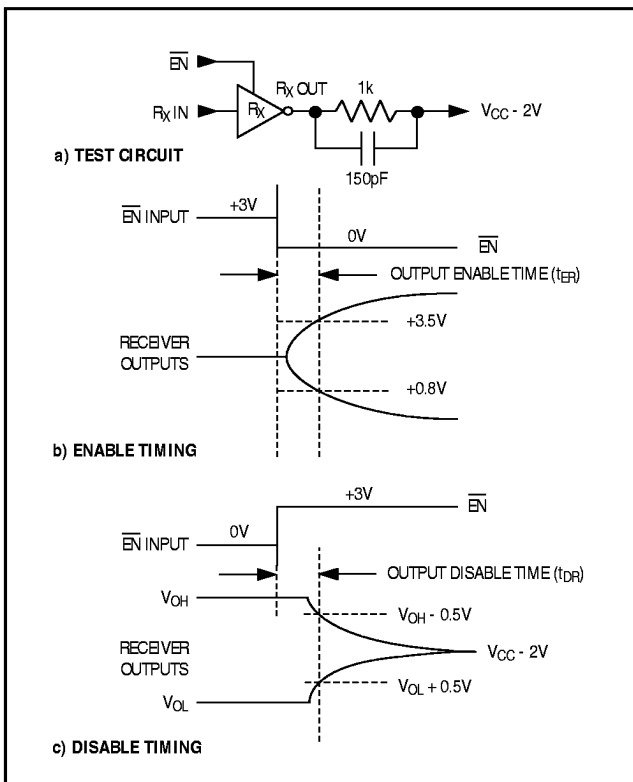 EN
RX IN
RX
RX OUT
1k
VCC - 2V
150pF
a) TEST CIRCUIT
+3V
EN INPUT
0V
EN
OUTPUT ENABLE TIME (tER)
+3.5V
RECEIVER
OUTPUTS
+0.8V
b) ENABLE TIMING
+3V
EN
0V
EN INPUT
OUTPUT DISABLE TIME (tDR)
VOH
VOH - 0.5V
RECEIVER
OUTPUTS
VCC - 2V
VOL + 0.5V
VOL
c) DISABLE TIMING